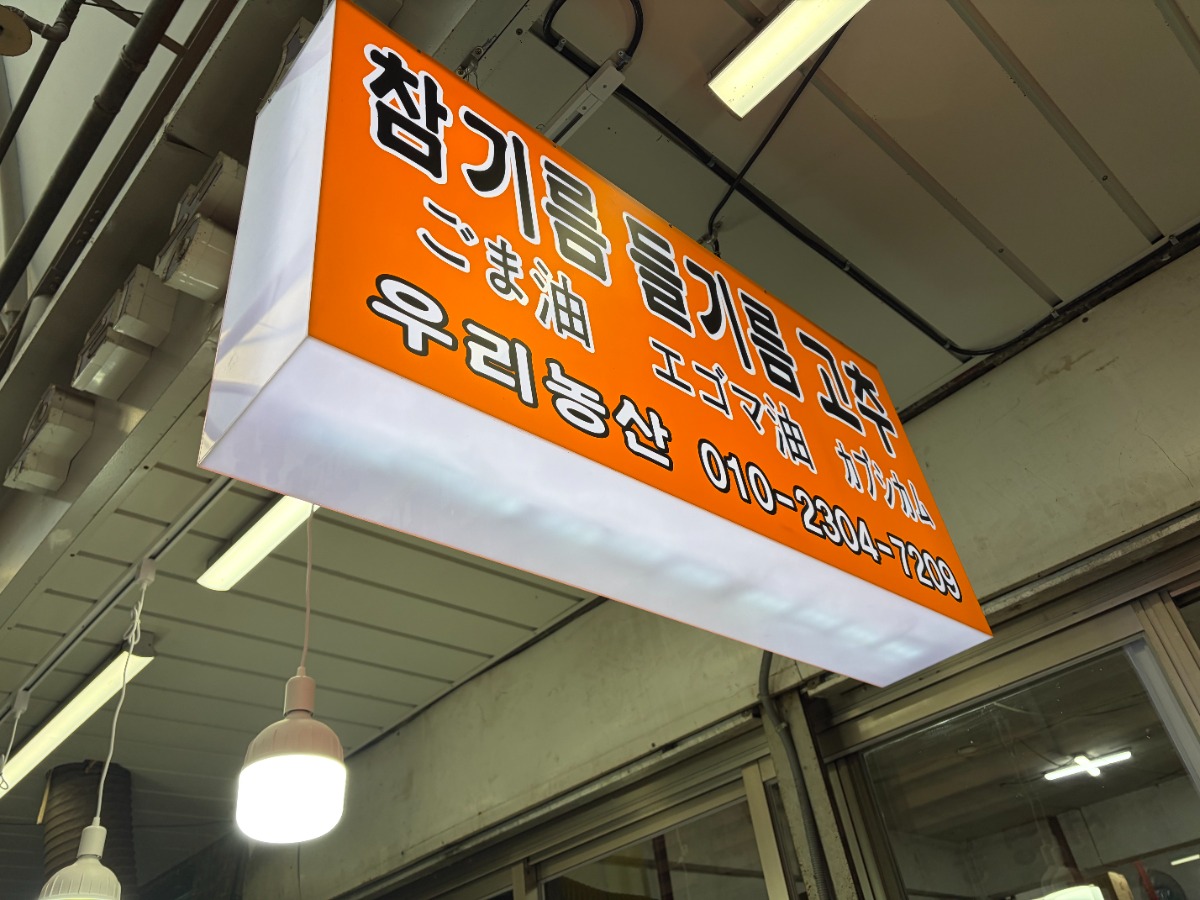 참기름 들기름 고추
ごま油 エゴマ油 カプシカム
우리농산 010-2304-7209